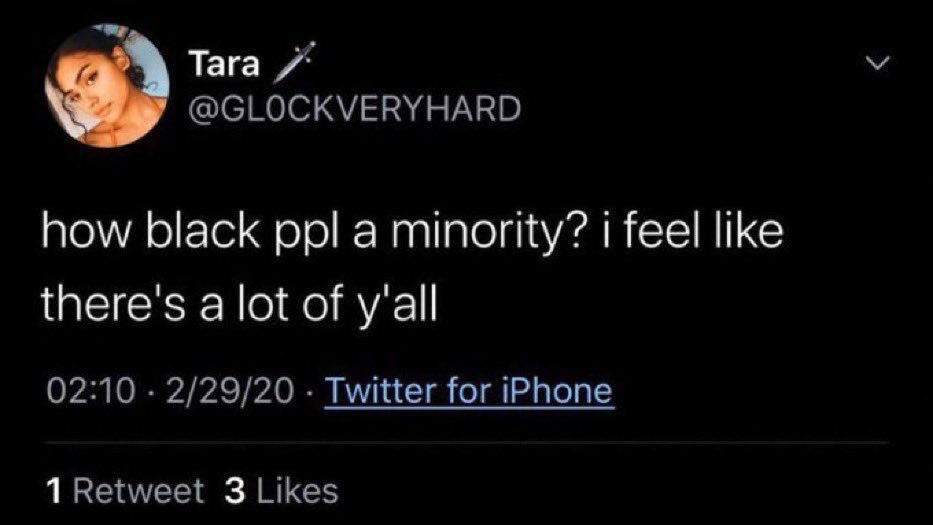 Tara 🗡
@GL0CKVERYHARD
how black ppl a minority? i feel like
there's a lot of y'all
02:10 · 2/29/20 · Twitter for iPhone
1 Retweet 3 Likes